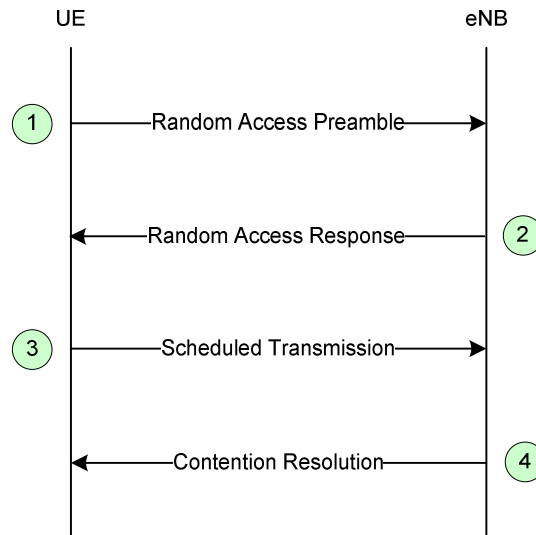 UE
eNB
1
Random Access Preamble
Random Access Response
2
3
Scheduled Transmission
Contention Resolution
4